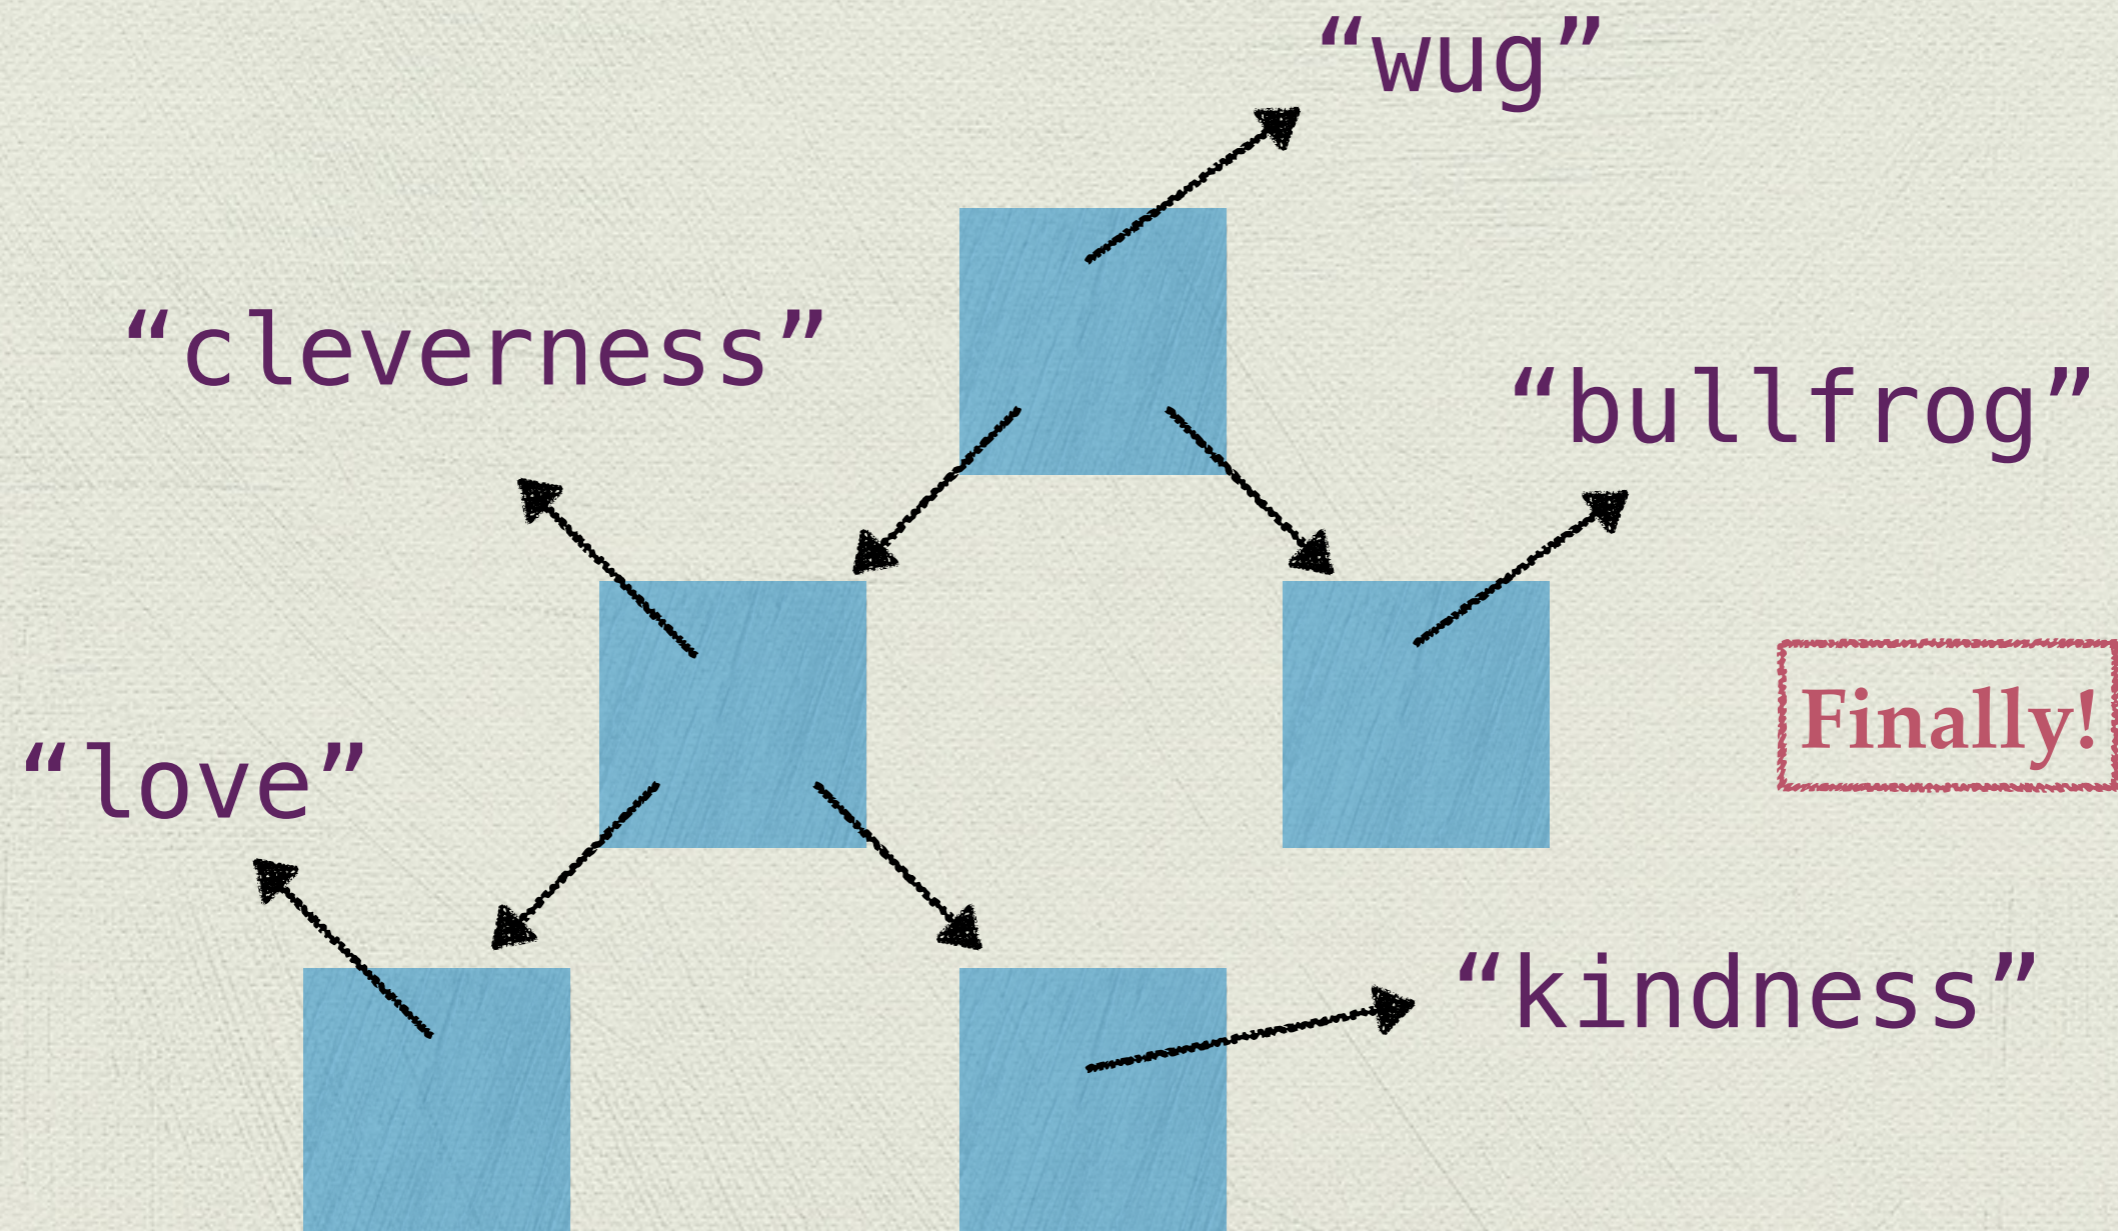 “wug”
“cleverness”
“bullfrog”
Finally!
“love”
“kindness”